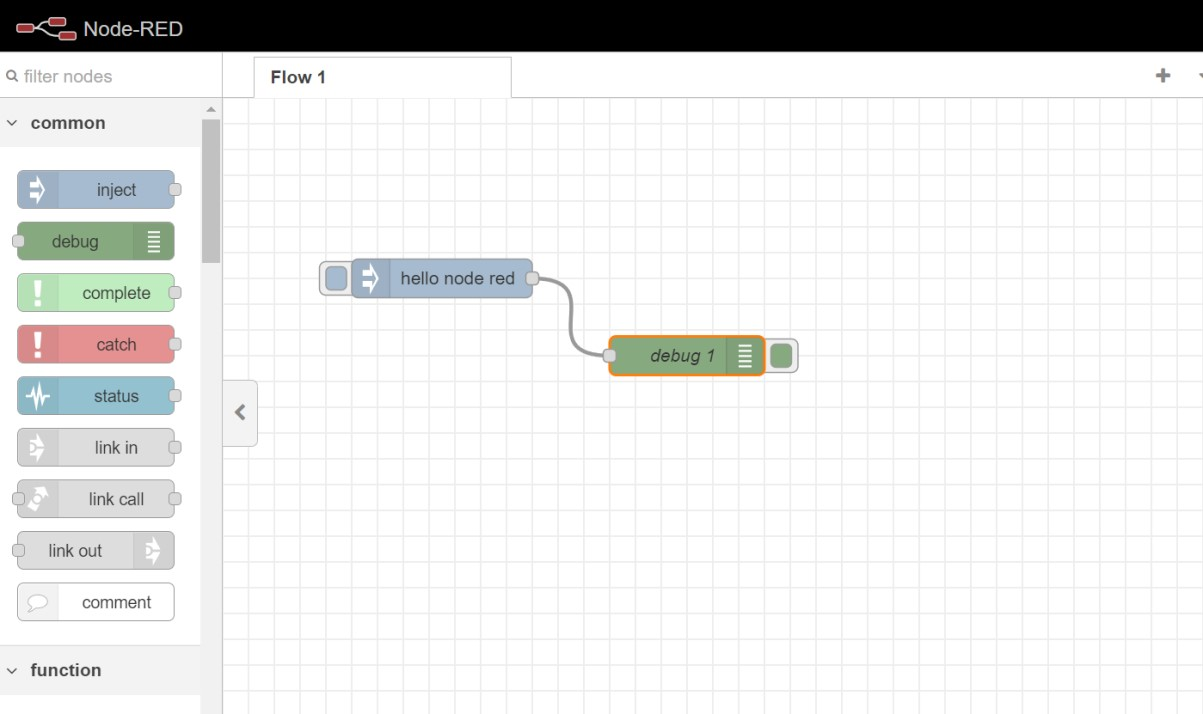 Node-RED
filter nodes
Flow 1
common
inject
debug
complete
catch
status
link in
link call
link out
comment
function
hello node red
debug 1